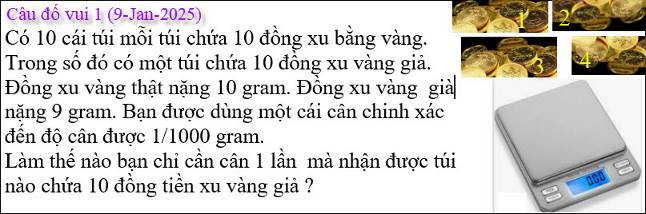 Câu đố vui 1 (9-Jan-2025)
Có 10 cái túi mỗi túi chứa 10 đồng xu bằng vàng.
Trong số đó có một túi chứa 10 đồng xu vàng giả.
Đồng xu vàng thật nặng 10 gram. Đồng xu vàng giả
nặng 9 gram. Bạn được dùng một cái cân chinh xác
đến độ cân được 1/1000 gram.
Làm thế nào bạn chỉ cần cân 1 lần mà nhận được túi
nào chứa 10 đồng tiền xu vàng giả ?
1
2
3
4
0.00